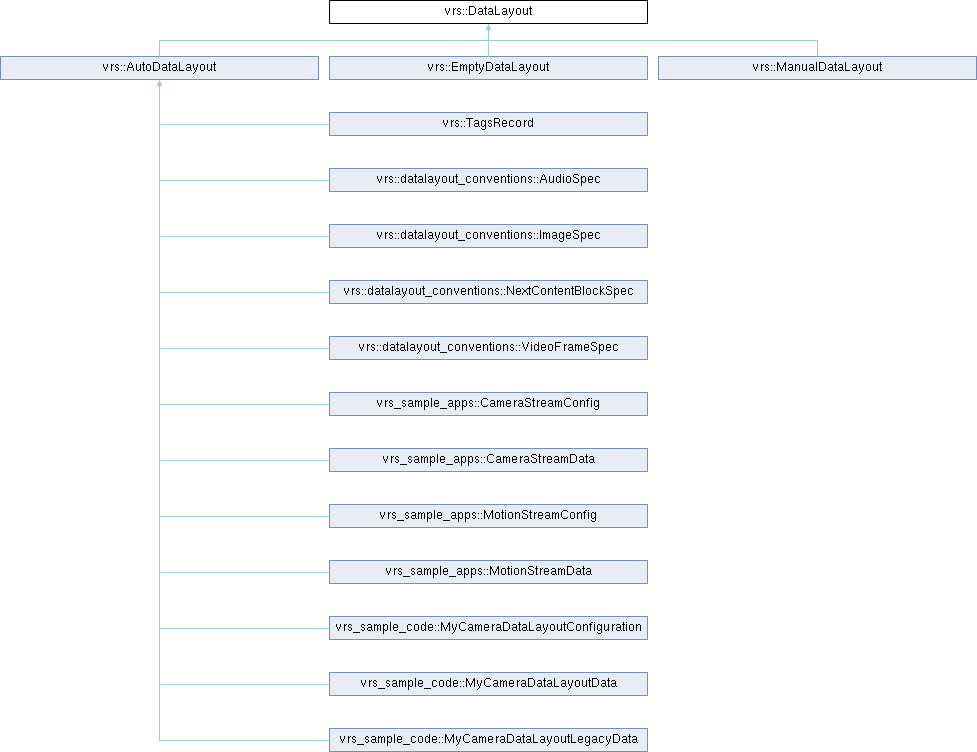 vrs::DataLayout
vrs::AutoDataLayout
vrs::EmptyDataLayout
vrs::ManualDataLayout
vrs::TagsRecord
vrs::datalayout_conventions::AudioSpec
vrs::datalayout_conventions::ImageSpec
vrs::datalayout_conventions::NextContentBlockSpec
vrs::datalayout_conventions::VideoFrameSpec
vrs_sample_apps::CameraStreamConfig
vrs_sample_apps::CameraStreamData
vrs_sample_apps::MotionStreamConfig
vrs_sample_apps::MotionStreamData
vrs_sample_code::MyCameraDataLayoutConfiguration
vrs_sample_code::MyCameraDataLayoutData
vrs_sample_code::MyCameraDataLayoutLegacyData